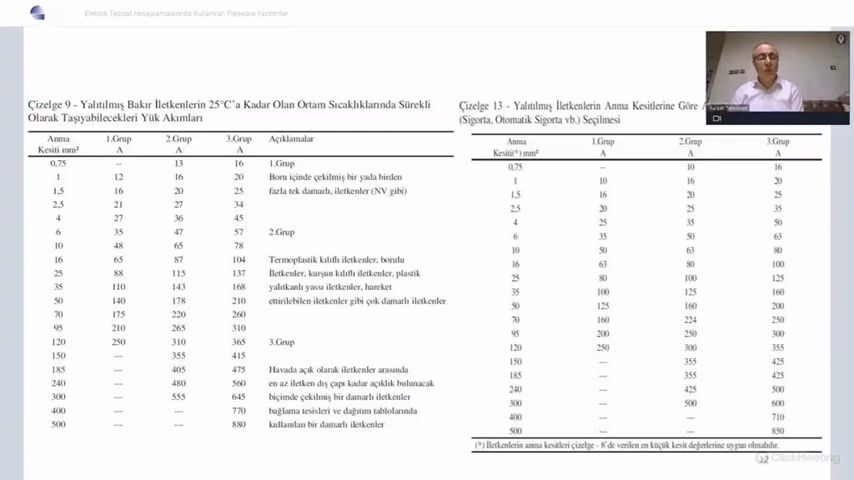 Elektrik Tesisat Hesaplamalarında Kullanılan Freeware Yazılımlar
Çizelge 9 - Yalıtılmış Bakır İletkenlerin 25°C'a Kadar Olan Ortam Sıcaklıklarında Sürekli
Olarak Taşıyabilecekleri Yük Akımları
Anma 1.Grup 2.Grup 3.Grup Açıklamalar
Kesiti mm² A A A
0,75 -- 13 16 1.Grup
1 12 16 20 Boru içinde çekilmiş bir yada birden
1,5 16 20 25 fazla tek damarlı, iletkenler (NV gibi)
2,5 21 27 34
4 27 36 45
6 35 47 57 2.Grup
10 48 65 78
16 65 87 104 Termoplastik kılıflı iletkenler, borulu
25 88 115 137 İletkenler, kurşun kılıflı iletkenler, plastik
35 110 143 168 yalıtkanlı yassı iletkenler, hareket
50 140 178 210 ettirilebilen iletkenler gibi çok damarlı iletkenler
70 175 220 260
95 210 265 310
120 250 310 365 3.Grup
150 --- 355 415
185 --- 405 475 Havada açık olarak iletkenler arasında
240 --- 480 560 en az iletken dış çapı kadar açıklık bulunacak
300 --- 555 645 biçimde çekilmiş bir damarlı iletkenler
400 --- --- 770 bağlama tesisleri ve dağıtım tablolarında
500 --- --- 880 kullanılan bir damarlı iletkenler
Çizelge 13 - Yalıtılmış İletkenlerin Anma Kesitlerine Göre
(Sigorta, Otomatik Sigorta vb.) Seçilmesi
Anma 1.Grup 2.Grup 3.Grup
Kesiti(*) mm² A A A
0,75 -- 10 16
1 10 16 20
1,5 16 20 25
2,5 20 25 35
4 25 35 50
6 35 50 63
10 50 63 80
16 63 80 100
25 80 100 125
35 100 125 160
50 125 160 200
70 160 224 250
95 200 250 300
120 250 300 355
150 --- 355 425
185 --- 355 425
240 --- 425 500
300 --- 500 600
400 --- --- 710
500 --- --- 850
(*) İletkenlerin anma kesitleri çizelge - 8'de verilen en küçük kesit değerlerine uygun olmalıdır.
12
ClickMeeting